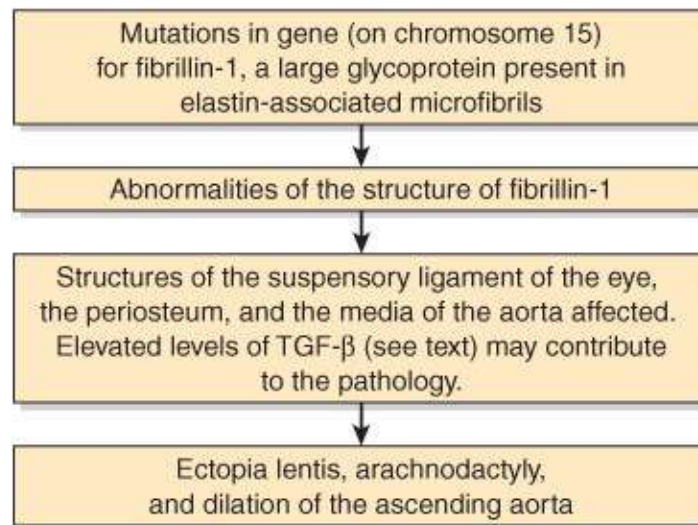 Mutations in gene (on chromosome 15)
for fibrillin-1, a large glycoprotein present in
elastin-associated microfibrils
Abnormalities of the structure of fibrillin-1
Structures of the suspensory ligament of the eye,
the periosteum, and the media of the aorta affected.
Elevated levels of TGF-β (see text) may contribute
to the pathology.
Ectopia lentis, arachnodactyly,
and dilation of the ascending aorta